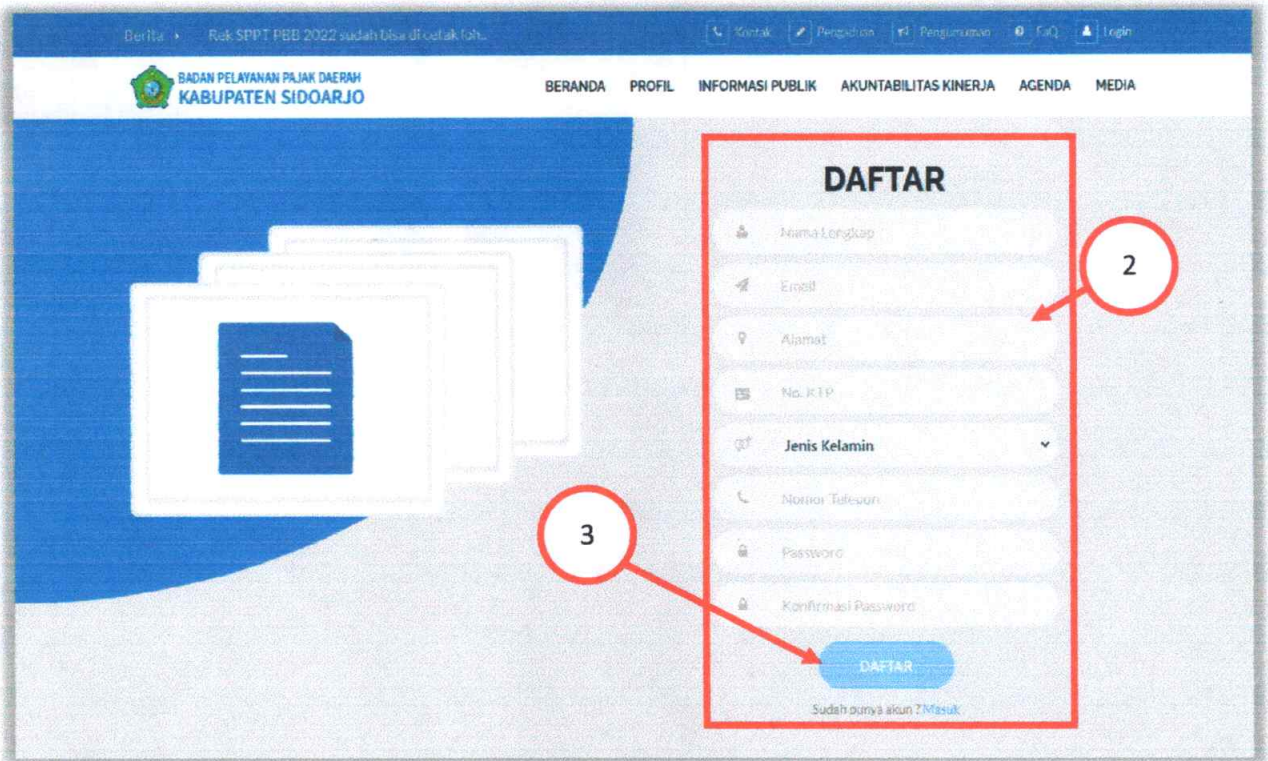 Berita
Rek SPPT PBB 2022 sudah bisa di cetak loh..
Kontak Pengaduan Pengumuman FaQ Login
BADAN PELAYANAN PAJAK DAERAH
KABUPATEN SIDOARJO
BERANDA PROFIL INFORMASI PUBLIK AKUNTABILITAS KINERJA AGENDA MEDIA
DAFTAR
Nama Lengkap
Email
2
Alamat
No. KTP
Jenis Kelamin
Nomor Telepon
3
Password
Konfirmasi Password
DAFTAR
Sudah punya akun ? Masuk